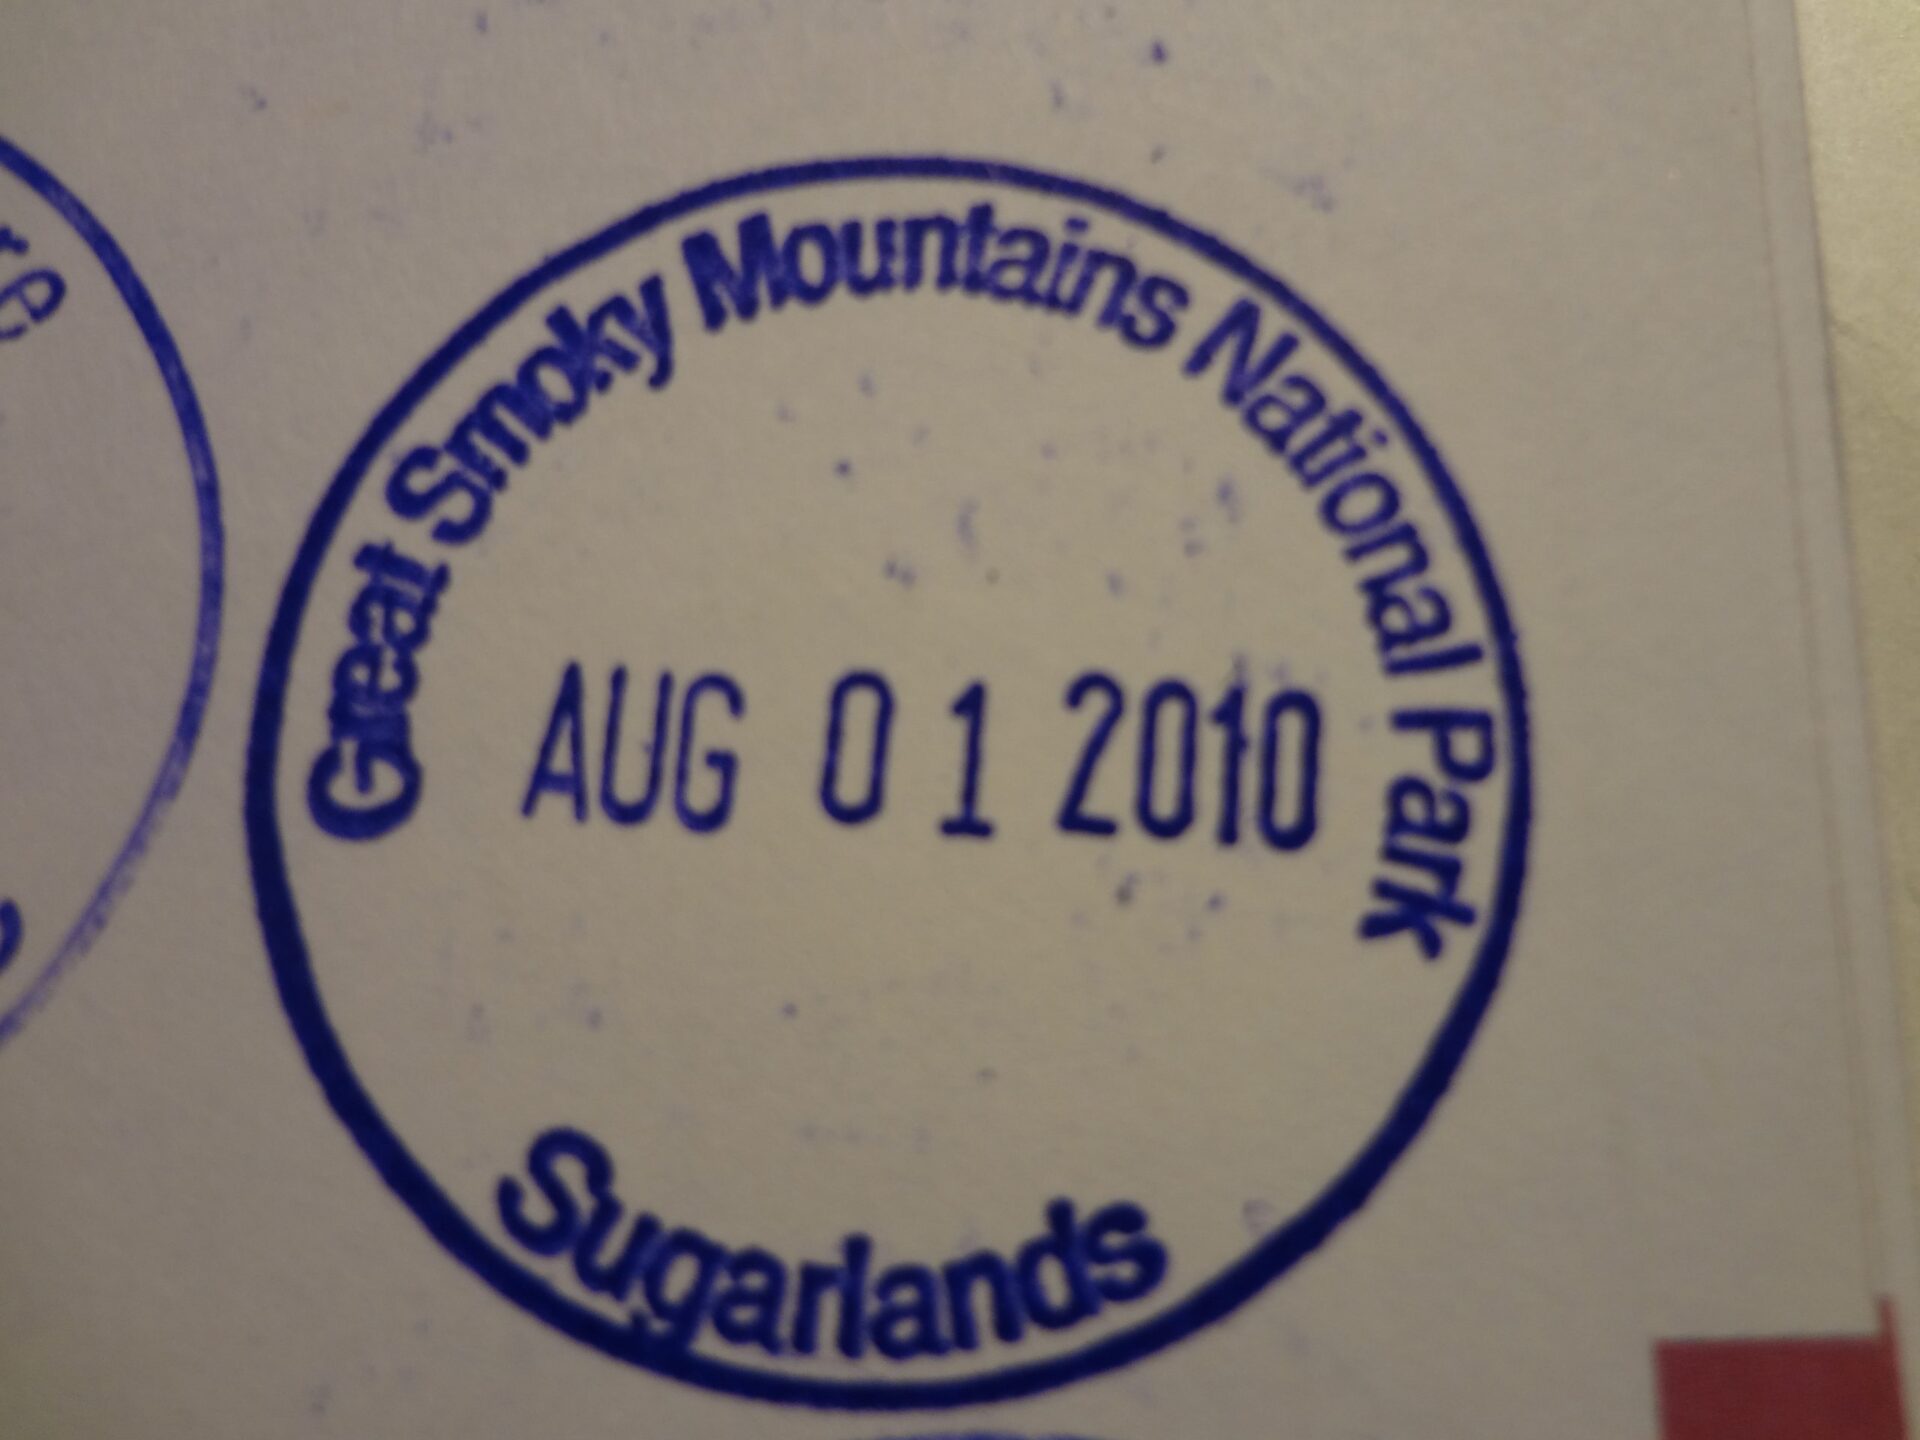 Great Smoky Mountains National Park
AUG 01 2010
Sugarlands